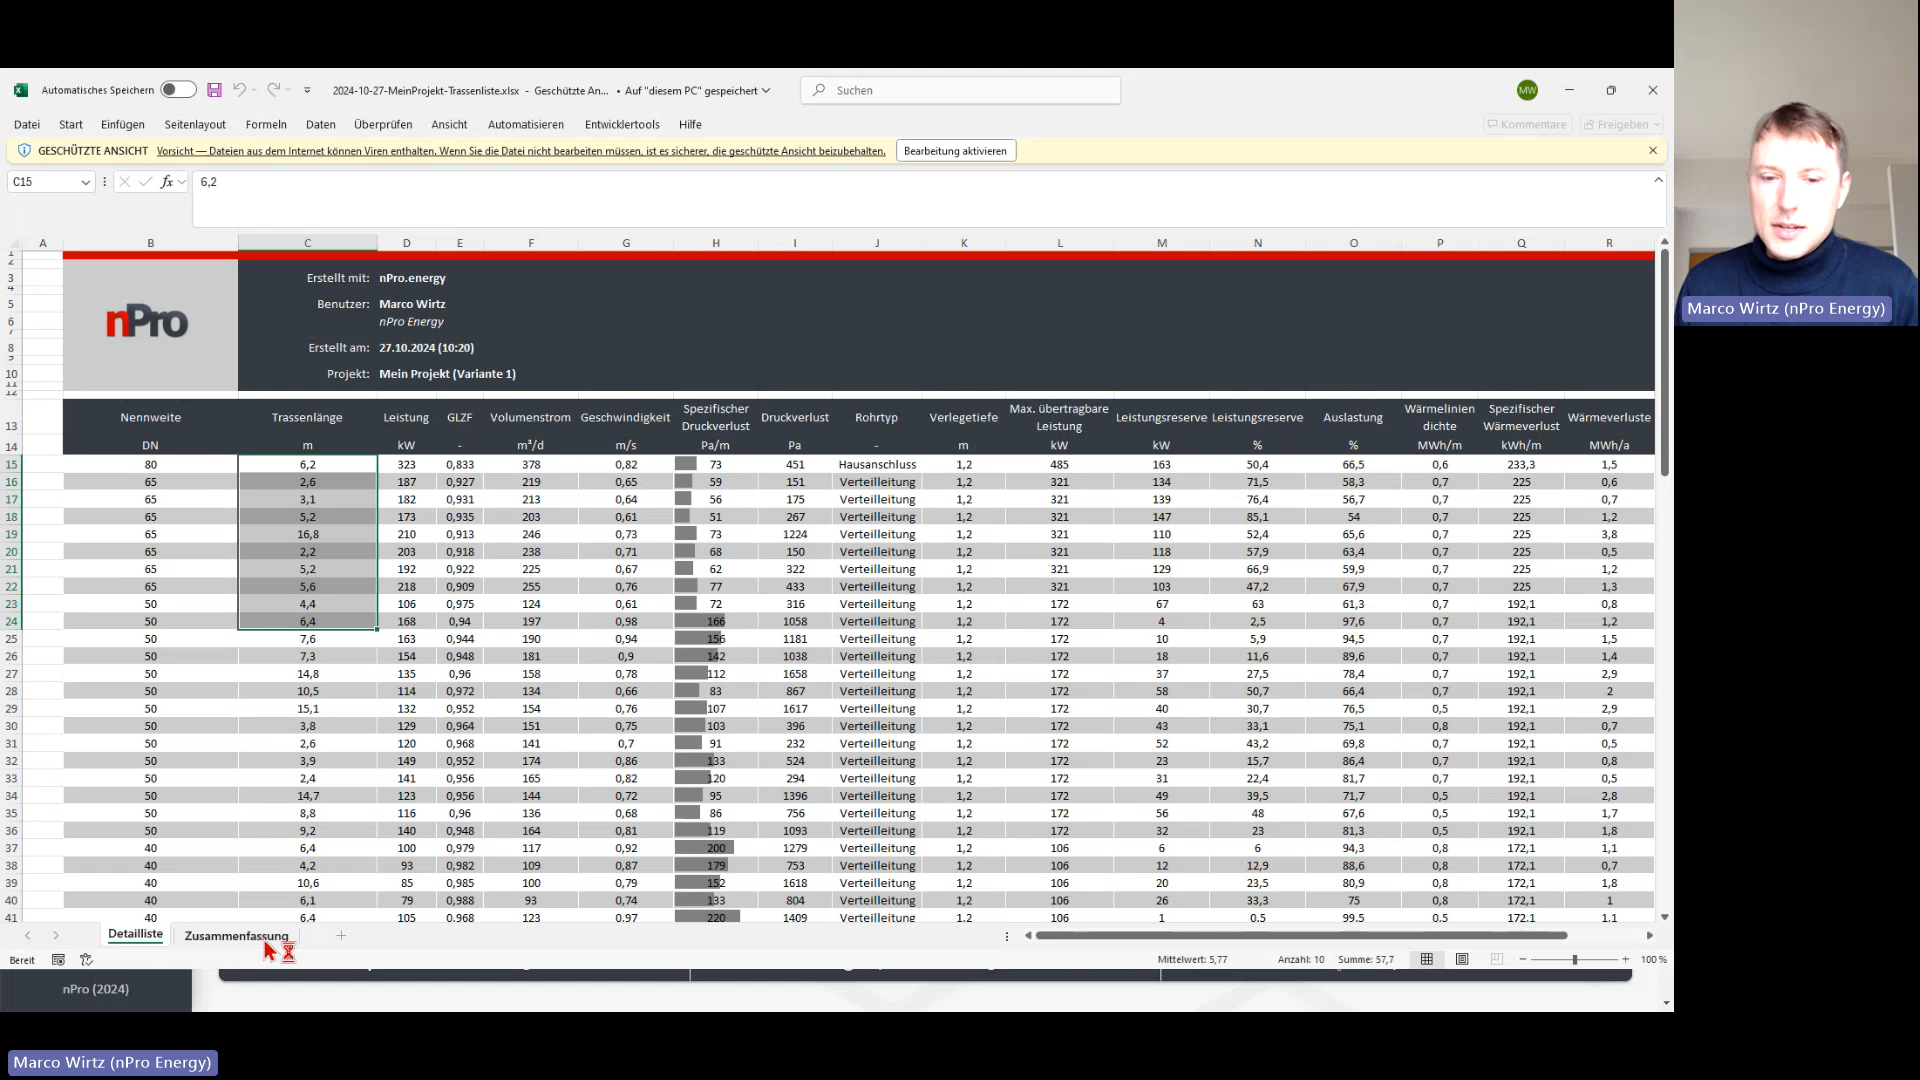 Automatisches Speichern
2024-10-27-MeinProjekt-Trassenliste.xlsx - Geschützte An... • Auf "diesem PC" gespeichert
Suchen
MW
Datei Start Einfügen Seitenlayout Formeln Daten Überprüfen Ansicht Automatisieren Entwicklertools Hilfe Kommentare Freigeben
GESCHÜTZTE ANSICHT Vorsicht — Dateien aus dem Internet können Viren enthalten. Wenn Sie die Datei nicht bearbeiten müssen, ist es sicherer, die geschützte Ansicht beizubehalten. Bearbeitung aktivieren
C15 fx 6,2
A B C D E F G H I J K L M N O P Q R
1
2
3 Erstellt mit: nPro.energy
4
5 Benutzer: Marco Wirtz
nPro
6 nPro Energy
7
8 Erstellt am: 27.10.2024 (10:20)
9
10 Projekt: Mein Projekt (Variante 1)
11
12
13 Nennweite Trassenlänge Leistung GLZF Volumenstrom Geschwindigkeit Spezifischer Druckverlust Druckverlust Rohrtyp Verlegetiefe Max. übertragbare Leistung Leistungsreserve Leistungsreserve Auslastung Wärmelinien dichte Spezifischer Wärmeverlust Wärmeverluste
14 DN m kW - m³/d m/s Pa/m Pa - m kW kW % % MWh/m kWh/m MWh/a
15 80 6,2 323 0,833 378 0,82 73 451 Hausanschluss 1,2 485 163 50,4 66,5 0,6 233,3 1,5
16 65 2,6 187 0,927 219 0,65 59 151 Verteilleitung 1,2 321 134 71,5 58,3 0,7 225 0,6
17 65 3,1 182 0,931 213 0,64 56 175 Verteilleitung 1,2 321 139 76,4 56,7 0,7 225 0,7
18 65 5,2 173 0,935 203 0,61 51 267 Verteilleitung 1,2 321 147 85,1 54 0,7 225 1,2
19 65 16,8 210 0,913 246 0,73 73 1224 Verteilleitung 1,2 321 110 52,4 65,6 0,7 225 3,8
20 65 2,2 203 0,918 238 0,71 68 150 Verteilleitung 1,2 321 118 57,9 63,4 0,7 225 0,5
21 65 5,2 192 0,922 225 0,67 62 322 Verteilleitung 1,2 321 129 66,9 59,9 0,7 225 1,2
22 65 5,6 218 0,909 255 0,76 77 433 Verteilleitung 1,2 321 103 47,2 67,9 0,7 225 1,3
23 50 4,4 106 0,975 124 0,61 72 316 Verteilleitung 1,2 172 67 63 61,3 0,7 192,1 0,8
24 50 6,4 168 0,94 197 0,98 166 1058 Verteilleitung 1,2 172 4 2,5 97,6 0,7 192,1 1,2
25 50 7,6 163 0,944 190 0,94 156 1181 Verteilleitung 1,2 172 10 5,9 94,5 0,7 192,1 1,5
26 50 7,3 154 0,948 181 0,9 142 1038 Verteilleitung 1,2 172 18 11,6 89,6 0,7 192,1 1,4
27 50 14,8 135 0,96 158 0,78 112 1658 Verteilleitung 1,2 172 37 27,5 78,4 0,7 192,1 2,9
28 50 10,5 114 0,972 134 0,66 83 867 Verteilleitung 1,2 172 58 50,7 66,4 0,7 192,1 2
29 50 15,1 132 0,952 154 0,76 107 1617 Verteilleitung 1,2 172 40 30,7 76,5 0,5 192,1 2,9
30 50 3,8 129 0,964 151 0,75 103 396 Verteilleitung 1,2 172 43 33,1 75,1 0,8 192,1 0,7
31 50 2,6 120 0,968 141 0,7 91 232 Verteilleitung 1,2 172 52 43,2 69,8 0,7 192,1 0,5
32 50 3,9 149 0,952 174 0,86 133 524 Verteilleitung 1,2 172 23 15,7 86,4 0,7 192,1 0,8
33 50 2,4 141 0,956 165 0,82 120 294 Verteilleitung 1,2 172 31 22,4 81,7 0,7 192,1 0,5
34 50 14,7 123 0,956 144 0,72 95 1396 Verteilleitung 1,2 172 49 39,5 71,7 0,5 192,1 2,8
35 50 8,8 116 0,96 136 0,68 86 756 Verteilleitung 1,2 172 56 48 67,6 0,5 192,1 1,7
36 50 9,2 140 0,948 164 0,81 119 1093 Verteilleitung 1,2 172 32 23 81,3 0,5 192,1 1,8
37 40 6,4 100 0,979 117 0,92 200 1279 Verteilleitung 1,2 106 6 6 94,3 0,8 172,1 1,1
38 40 4,2 93 0,982 109 0,87 179 753 Verteilleitung 1,2 106 12 12,9 88,6 0,8 172,1 0,7
39 40 10,6 85 0,985 100 0,79 152 1618 Verteilleitung 1,2 106 20 23,5 80,9 0,8 172,1 1,8
40 40 6,1 79 0,988 93 0,74 133 804 Verteilleitung 1,2 106 26 33,3 75 0,8 172,1 1
41 40 6,4 105 0,968 123 0,97 220 1409 Verteilleitung 1,2 106 1 0,5 99,5 0,5 172,1 1,1
Detailliste Zusammenfassung
Bereit Mittelwert: 5,77 Anzahl: 10 Summe: 57,7 100 %
nPro (2024)
Marco Wirtz (nPro Energy)
Marco Wirtz (nPro Energy)